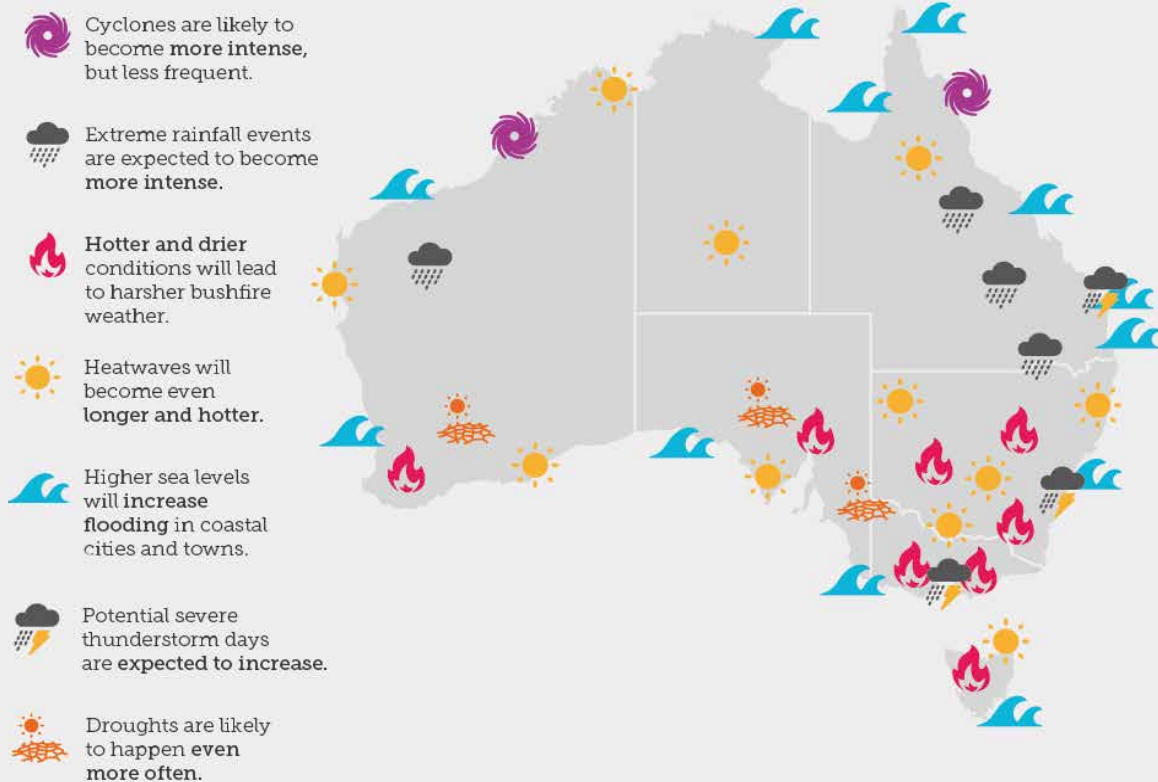 Cyclones are likely to
become more intense,
but less frequent.
Extreme rainfall events
are expected to become
more intense.
Hotter and drier
conditions will lead
to harsher bushfire
weather.
Heatwaves will
become even
longer and hotter.
Higher sea levels
will increase
flooding in coastal
cities and towns.
Potential severe
thunderstorm days
are expected to increase.
Droughts are likely
to happen even
more often.